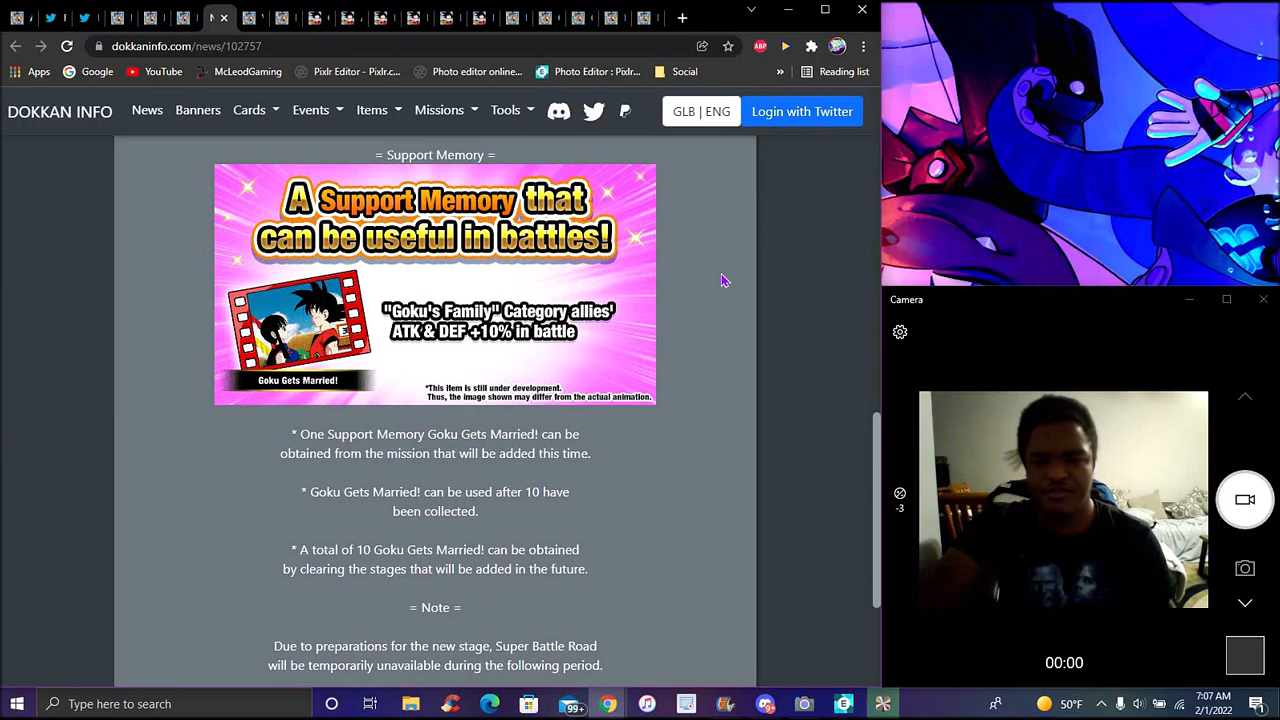 dokkaninfo.com/news/102757
ABP
Apps
Google
YouTube
McLeodGaming
Pixlr Editor - Pixlr.c...
Photo editor online...
Photo Editor : Pixlr...
Social
»
Reading list
DOKKAN INFO
News
Banners
Cards
Events
Items
Missions
Tools
GLB | ENG
Login with Twitter
= Support Memory =
A Support Memory that
can be useful in battles!
"Goku's Family" Category allies'
ATK & DEF +10% in battle
Goku Gets Married!
*This item is still under development.
Thus, the image shown may differ from the actual animation.
* One Support Memory Goku Gets Married! can be
obtained from the mission that will be added this time.
* Goku Gets Married! can be used after 10 have
been collected.
* A total of 10 Goku Gets Married! can be obtained
by clearing the stages that will be added in the future.
= Note =
Due to preparations for the new stage, Super Battle Road
will be temporarily unavailable during the following period.
Camera
-3
00:00
Type here to search
99+
50°F
7:07 AM
2/1/2022